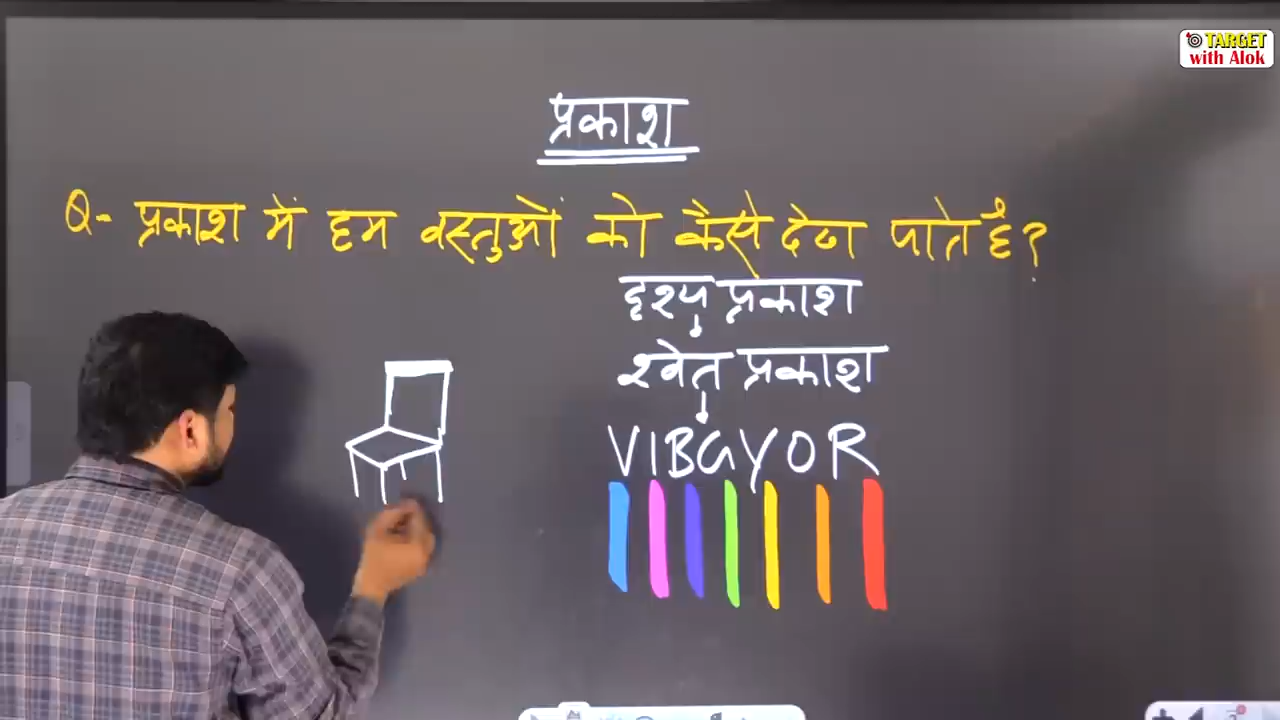 TARGET
with Alok
प्रकाश
Q- प्रकाश में हम वस्तुओं को कैसे देख पाते है?
दृश्य प्रकाश
श्वेत प्रकाश
VIBGYOR